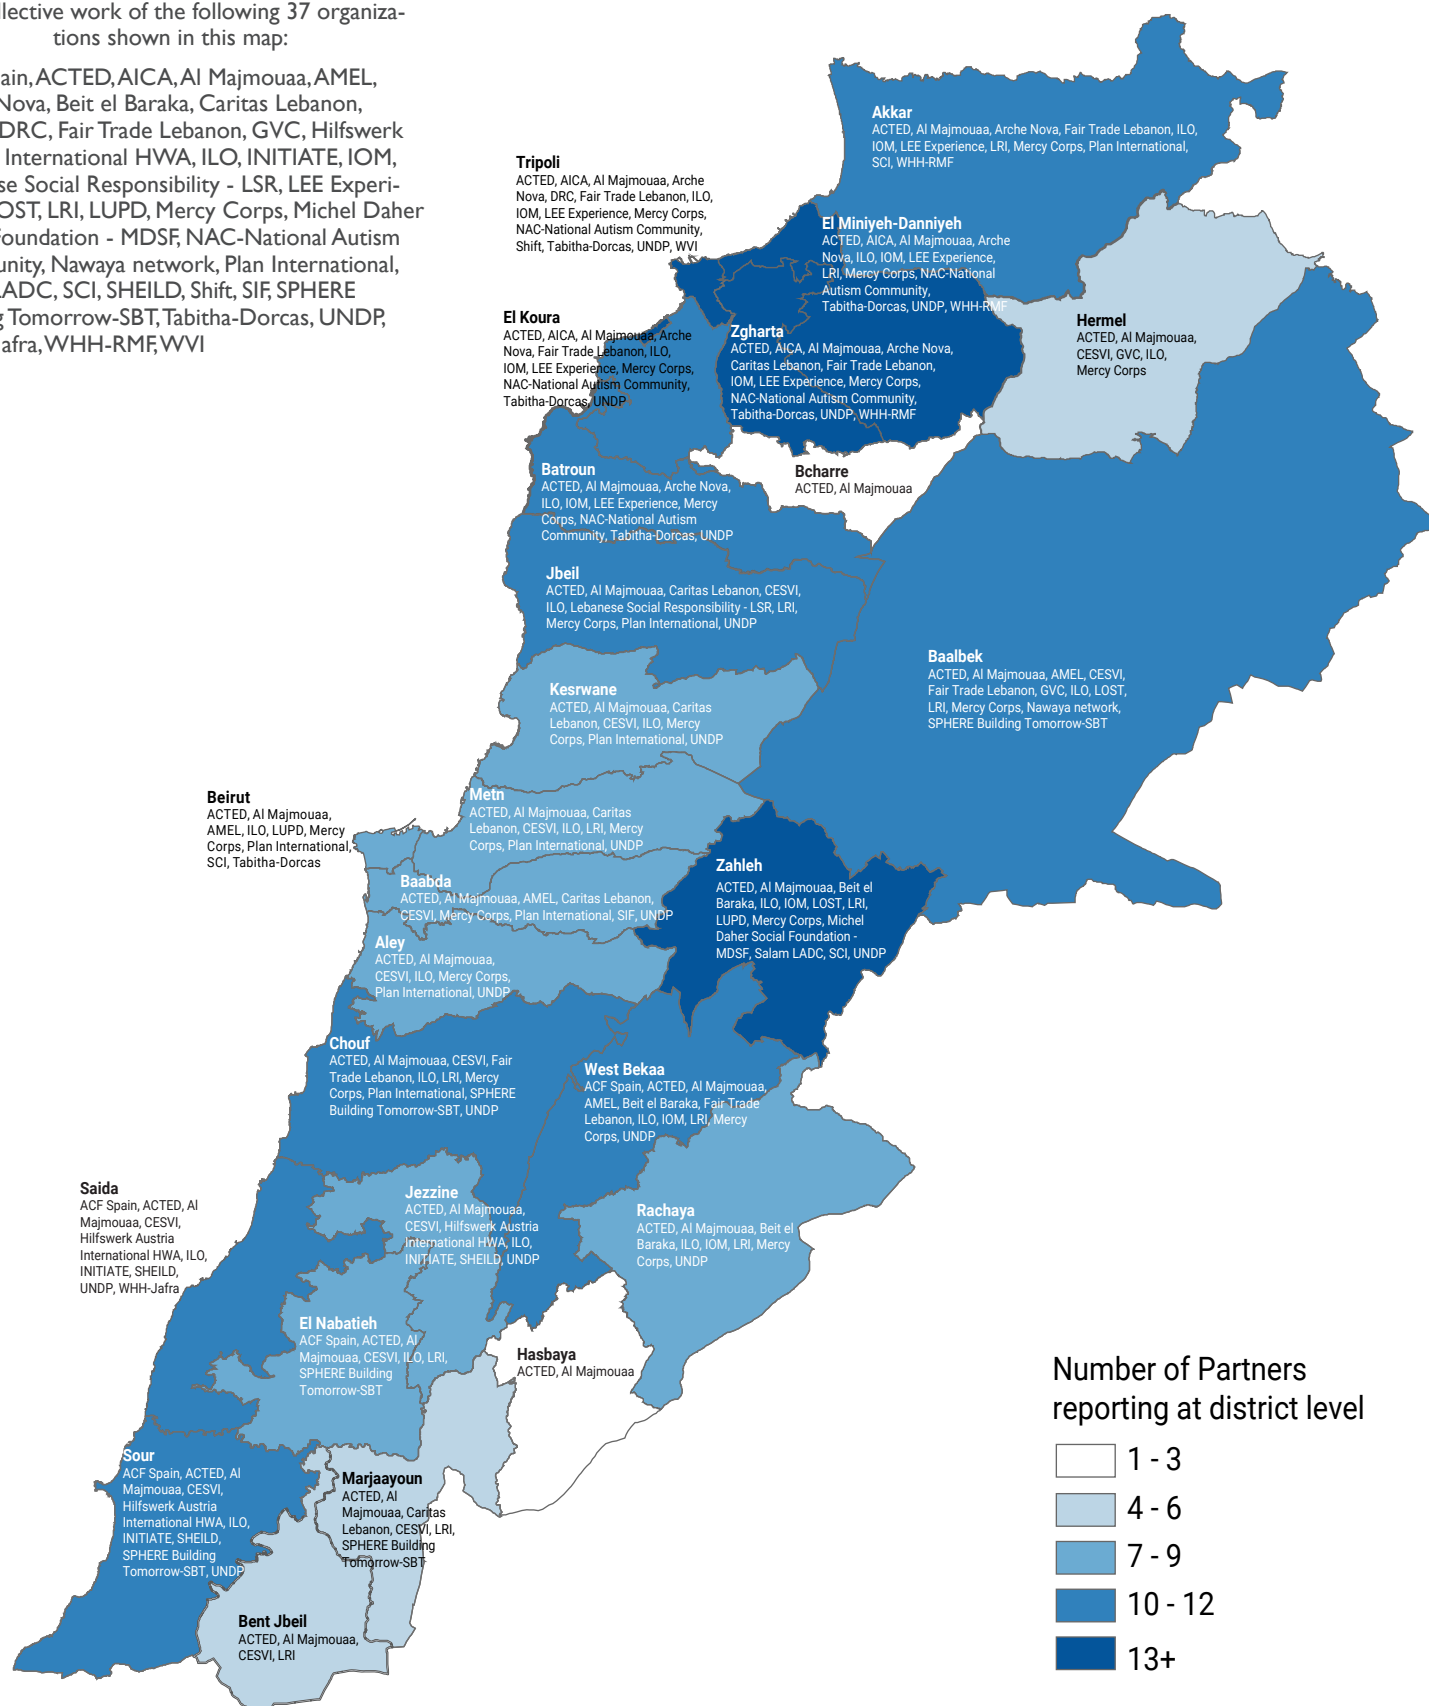 llective work of the following 37 organiza-
tions shown in this map:
ain, ACTED, AICA, Al Majmouaa, AMEL,
Nova, Beit el Baraka, Caritas Lebanon,
DRC, Fair Trade Lebanon, GVC, Hilfswerk
International HWA, ILO, INITIATE, IOM,
se Social Responsibility - LSR, LEE Experi-
OST, LRI, LUPD, Mercy Corps, Michel Daher
oundation - MDSF, NAC-National Autism
unity, Nawaya network, Plan International,
LADC, SCI, SHEILD, Shift, SIF, SPHERE
g Tomorrow-SBT, Tabitha-Dorcas, UNDP,
afra, WHH-RMF, WVI
Akkar
ACTED, Al Majmouaa, Arche Nova, Fair Trade Lebanon, ILO,
IOM, LEE Experience, LRI, Mercy Corps, Plan International,
SCI, WHH-RMF
Tripoli
ACTED, AICA, Al Majmouaa, Arche
Nova, DRC, Fair Trade Lebanon, ILO,
IOM, LEE Experience, Mercy Corps,
NAC-National Autism Community,
Shift, Tabitha-Dorcas, UNDP, WVI
El Miniyeh-Danniyeh
ACTED, AICA, Al Majmouaa, Arche
Nova, ILO, IOM, LEE Experience,
LRI, Mercy Corps, NAC-National
Autism Community,
Tabitha-Dorcas, UNDP, WHH-RMF
El Koura
ACTED, AICA, Al Majmouaa, Arche
Nova, Fair Trade Lebanon, ILO,
IOM, LEE Experience, Mercy Corps,
NAC-National Autism Community,
Tabitha-Dorcas, UNDP
Zgharta
ACTED, AICA, Al Majmouaa, Arche Nova,
Caritas Lebanon, Fair Trade Lebanon,
IOM, LEE Experience, Mercy Corps,
NAC-National Autism Community,
Tabitha-Dorcas, UNDP, WHH-RMF
Hermel
ACTED, Al Majmouaa,
CESVI, GVC, ILO,
Mercy Corps
Bcharre
ACTED, Al Majmouaa
Batroun
ACTED, Al Majmouaa, Arche Nova,
ILO, IOM, LEE Experience, Mercy
Corps, NAC-National Autism
Community, Tabitha-Dorcas, UNDP
Jbeil
ACTED, Al Majmouaa, Caritas Lebanon, CESVI,
ILO, Lebanese Social Responsibility - LSR, LRI,
Mercy Corps, Plan International, UNDP
Baalbek
ACTED, Al Majmouaa, AMEL, CESVI,
Fair Trade Lebanon, GVC, ILO, LOST,
LRI, Mercy Corps, Nawaya network,
SPHERE Building Tomorrow-SBT
Kesrwane
ACTED, Al Majmouaa, Caritas
Lebanon, CESVI, ILO, Mercy
Corps, Plan International, UNDP
Beirut
ACTED, Al Majmouaa,
AMEL, ILO, LUPD, Mercy
Corps, Plan International,
SCI, Tabitha-Dorcas
Metn
ACTED, Al Majmouaa, Caritas
Lebanon, CESVI, ILO, LRI, Mercy
Corps, Plan International, UNDP
Baabda
ACTED, Al Majmouaa, AMEL, Caritas Lebanon,
CESVI, Mercy Corps, Plan International, SIF, UNDP
Zahleh
ACTED, Al Majmouaa, Beit el
Baraka, ILO, IOM, LOST, LRI,
LUPD, Mercy Corps, Michel
Daher Social Foundation -
MDSF, Salam LADC, SCI, UNDP
Aley
ACTED, Al Majmouaa,
CESVI, ILO, Mercy Corps,
Plan International, UNDP
Chouf
ACTED, Al Majmouaa, CESVI, Fair
Trade Lebanon, ILO, LRI, Mercy
Corps, Plan International, SPHERE
Building Tomorrow-SBT, UNDP
West Bekaa
ACF Spain, ACTED, Al Majmouaa,
AMEL, Beit el Baraka, Fair Trade
Lebanon, ILO, IOM, LRI, Mercy
Corps, UNDP
Saida
ACF Spain, ACTED, Al
Majmouaa, CESVI,
Hilfswerk Austria
International HWA, ILO,
INITIATE, SHEILD,
UNDP, WHH-Jafra
Jezzine
ACTED, Al Majmouaa,
CESVI, Hilfswerk Austria
International HWA, ILO,
INITIATE, SHEILD, UNDP
Rachaya
ACTED, Al Majmouaa, Beit el
Baraka, ILO, IOM, LRI, Mercy
Corps, UNDP
El Nabatieh
ACF Spain, ACTED, Al
Majmouaa, CESVI, ILO, LRI,
SPHERE Building
Tomorrow-SBT
Hasbaya
ACTED, Al Majmouaa
Sour
ACF Spain, ACTED, Al
Majmouaa, CESVI,
Hilfswerk Austria
International HWA, ILO,
INITIATE, SHEILD,
SPHERE Building
Tomorrow-SBT, UNDP
Marjaayoun
ACTED, Al
Majmouaa, Caritas
Lebanon, CESVI, LRI,
SPHERE Building
Tomorrow-SBT
Bent Jbeil
ACTED, Al Majmouaa,
CESVI, LRI
Number of Partners
reporting at district level
1 - 3
4 - 6
7 - 9
10 - 12
13+